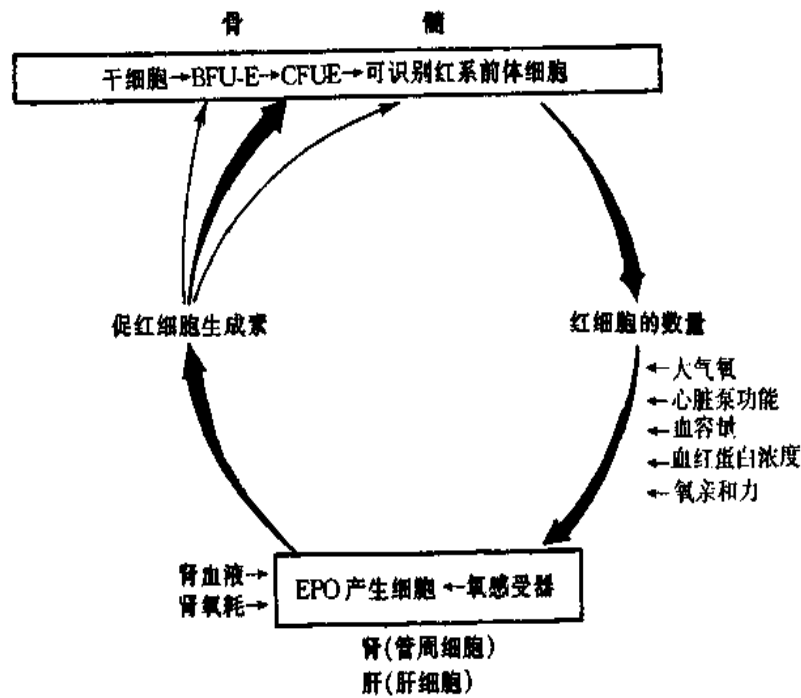 骨 髓
干细胞→BFU-E→CFUE→可识别红系前体细胞
促红细胞生成素
红细胞的数量
←大气氧
←心脏泵功能
←血容量
←血红蛋白浓度
←氧亲和力
肾血液→
肾氧耗→
EPO产生细胞←氧感受器
肾(管周细胞)
肝(肝细胞)